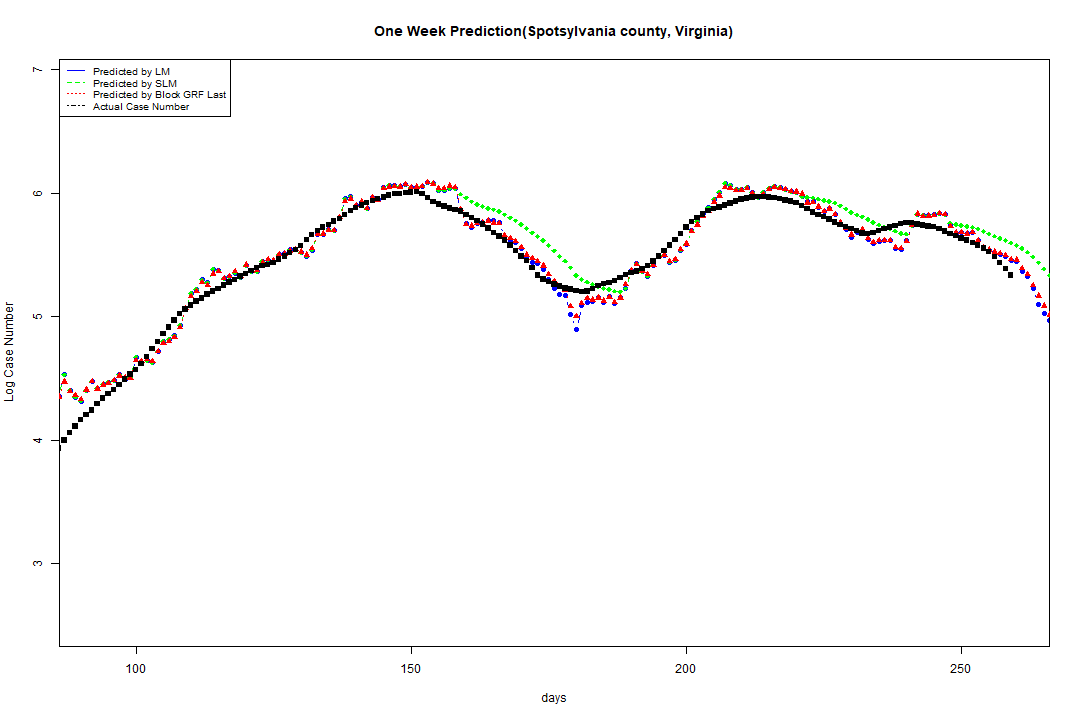 One Week Prediction(Spotsylvania county, Virginia)
Predicted by LM
Predicted by SLM
Predicted by Block GRF Last
Actual Case Number
7
6
5
4
3
Log Case Number
100
150
200
250
days